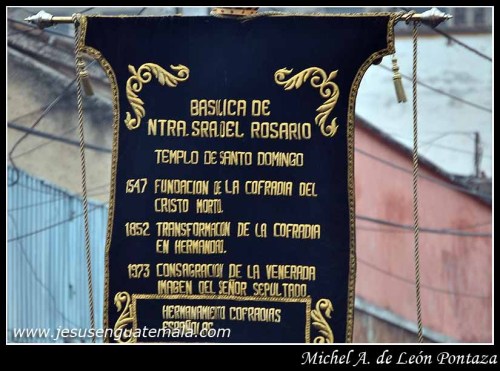 BASILICA DE
NTRA. SRA. DEL ROSARIO
TEMPLO DE SANTO DOMINGO
1547 FUNDACION DE LA COFRADIA DEL
CRISTO MORTU.
1852 TRANSFORMACION DE LA COFRADIA
EN HERMANDAD.
1973 CONSAGRACION DE LA VENERADA
IMAGEN DEL SEÑOR SEPULTADO.
HERMANAMIENTO COFRADIAS
ESPAÑOLAS
www.jesusenguatemala.com
Michel A. de León Pontaza